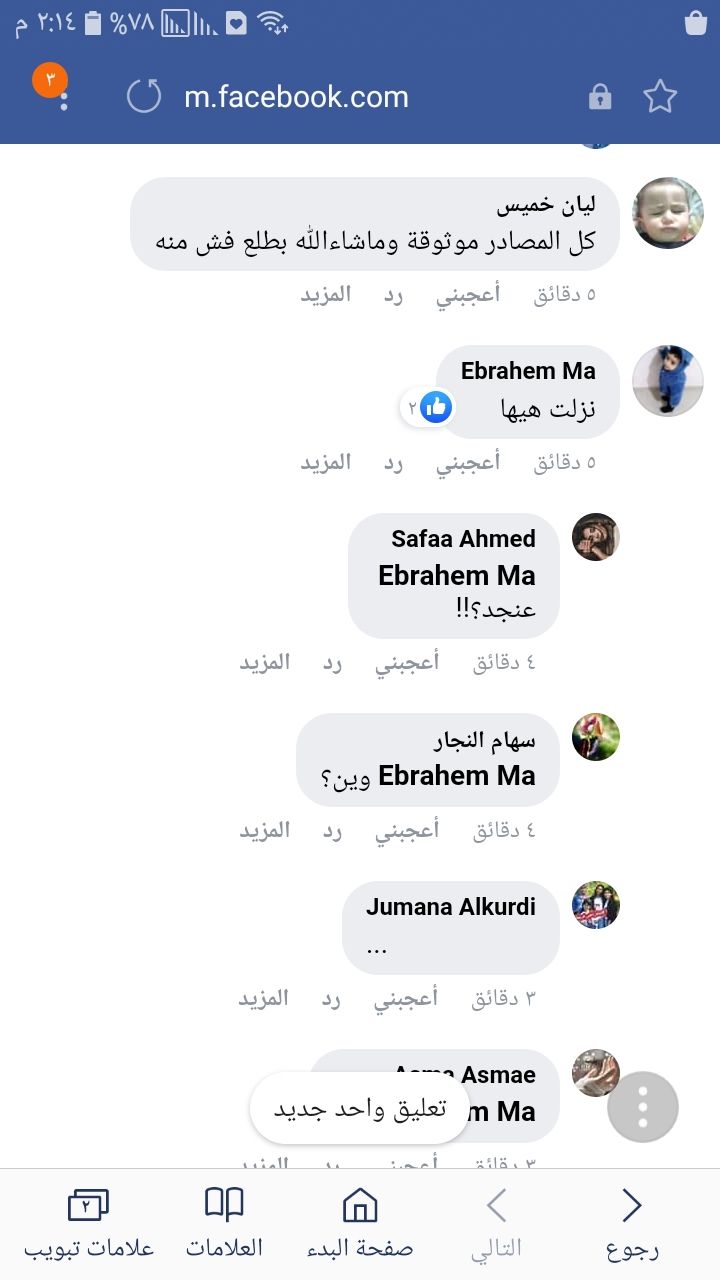 ٢:١٤ م
%٧٨
٣
m.facebook.com
ليان خميس
كل المصادر موثوقة وماشاءالله بطلع فش منه
٥ دقائق أعجبني رد المزيد
Ebrahem Ma
نزلت هيها
٢
٥ دقائق أعجبني رد المزيد
Safaa Ahmed
Ebrahem Ma
عنجد؟!!
٤ دقائق أعجبني رد المزيد
سهام النجار
Ebrahem Ma وين؟
٤ دقائق أعجبني رد المزيد
Jumana Alkurdi
...
٣ دقائق أعجبني رد المزيد
Asma Asmae
Ma
تعليق واحد جديد
٣ دقائق أعجبني رد المزيد
رجوع
التالي
صفحة البدء
العلامات
٢
علامات تبويب